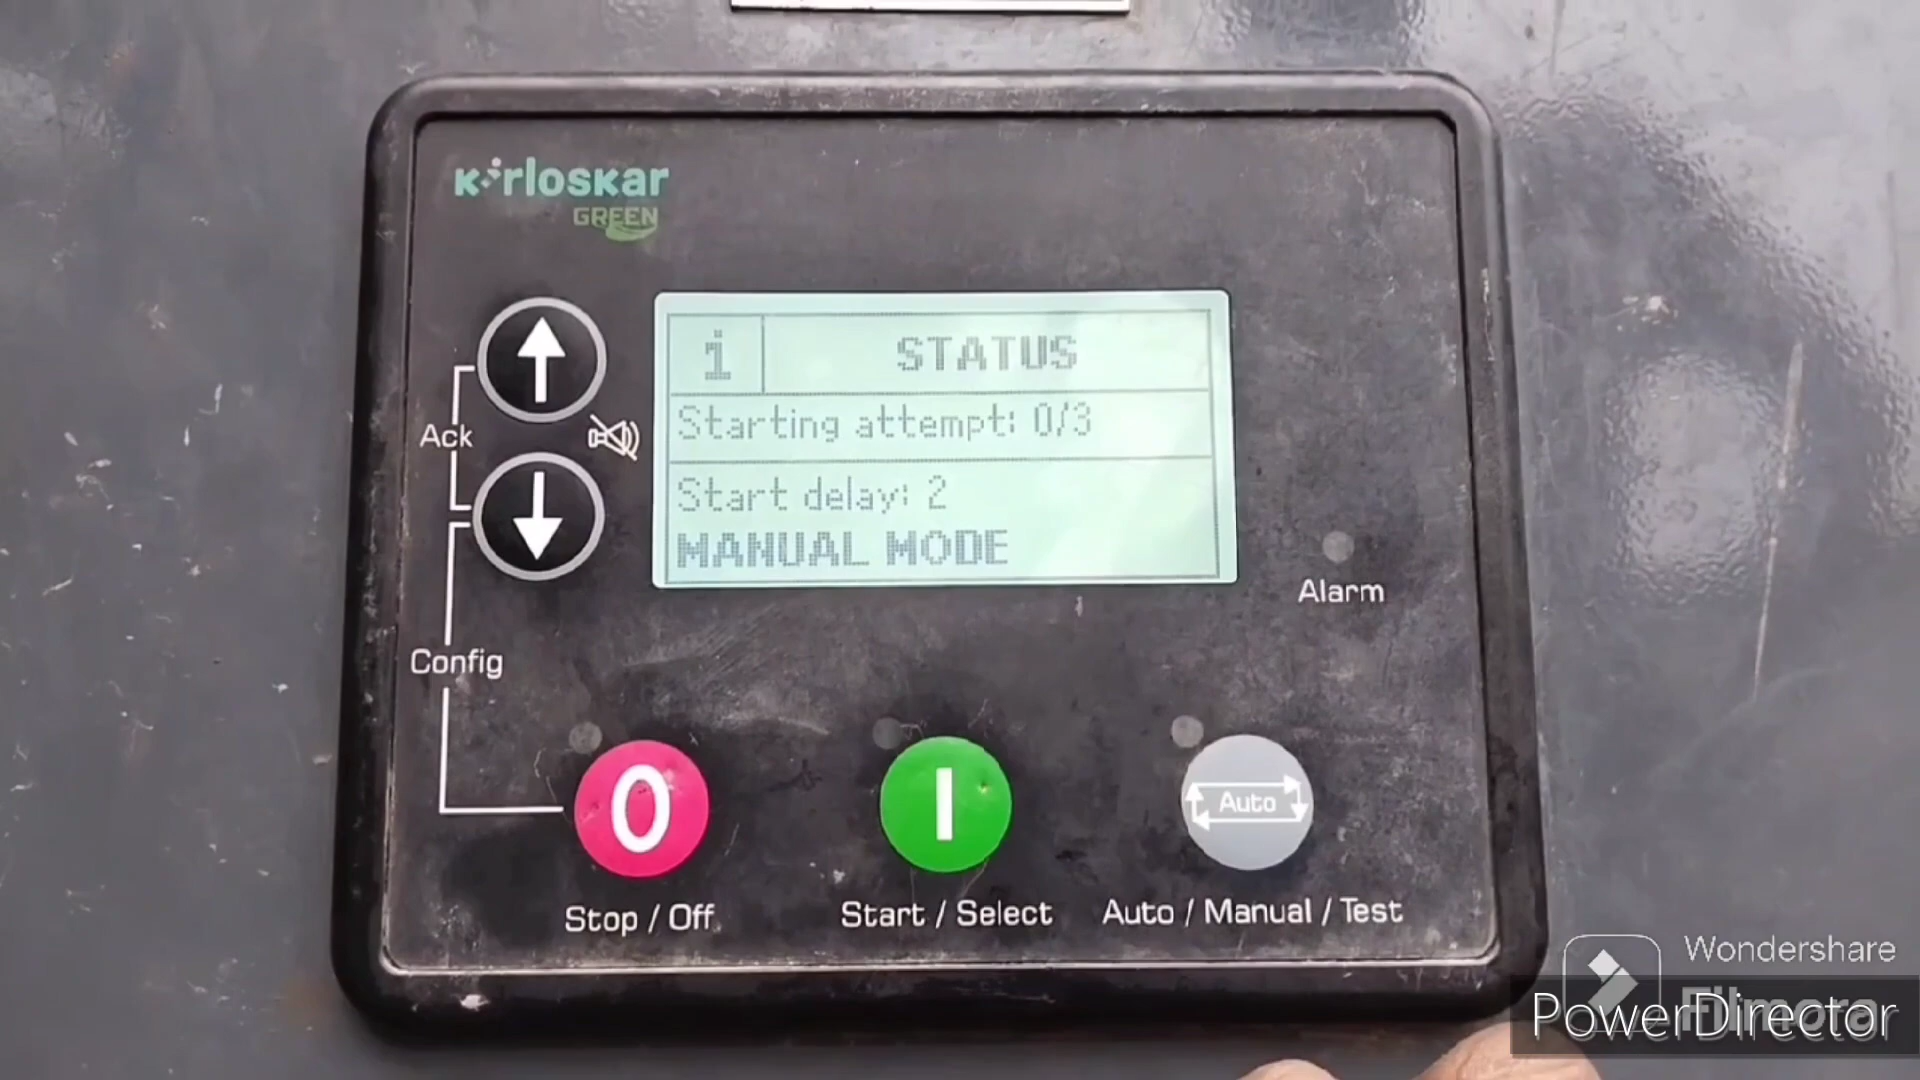 kirloskar
GREEN
i STATUS
Starting attempt: 0/3
Start delay: 2
MANUAL MODE
Ack
Alarm
Config
0
I
Auto
Stop / Off
Start / Select
Auto / Manual / Test
Wondershare
Filmora
PowerDirector